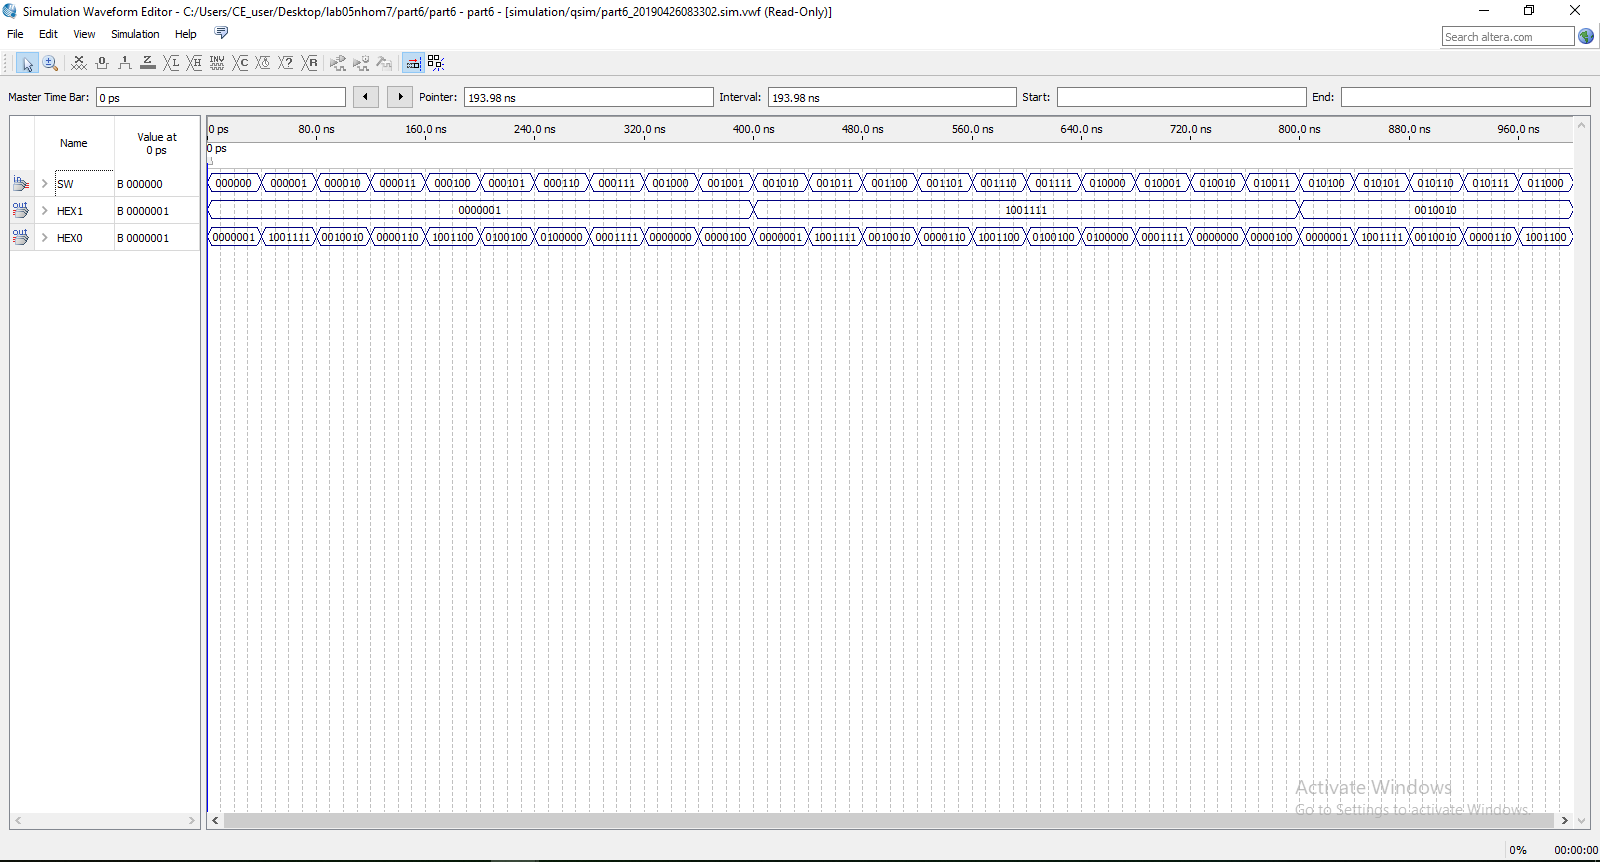 Simulation Waveform Editor - C:/Users/CE_user/Desktop/lab05nhom7/part6/part6 - part6 - [simulation/qsim/part6_20190426083302.sim.vwf (Read-Only)]
File Edit View Simulation Help
Search altera.com
Master Time Bar: 0 ps Pointer: 193.98 ns Interval: 193.98 ns Start: End:
Name Value at 0 ps
0 ps 80.0 ns 160.0 ns 240.0 ns 320.0 ns 400.0 ns 480.0 ns 560.0 ns 640.0 ns 720.0 ns 800.0 ns 880.0 ns 960.0 ns
0 ps
in SW B 000000 000000 000001 000010 000011 000100 000101 000110 000111 001000 001001 001010 001011 001100 001101 001110 001111 010000 010001 010010 010011 010100 010101 010110 010111 011000
out HEX1 B 0000001 0000001 1001111 0010010
out HEX0 B 0000001 0000001 1001111 0010010 0000110 1001100 0100100 0100000 0001111 0000000 0000100 0000001 1001111 0010010 0000110 1001100 0100100 0100000 0001111 0000000 0000100 0000001 1001111 0010010 0000110 1001100
Activate Windows
Go to Settings to activate Windows.
0% 00:00:00